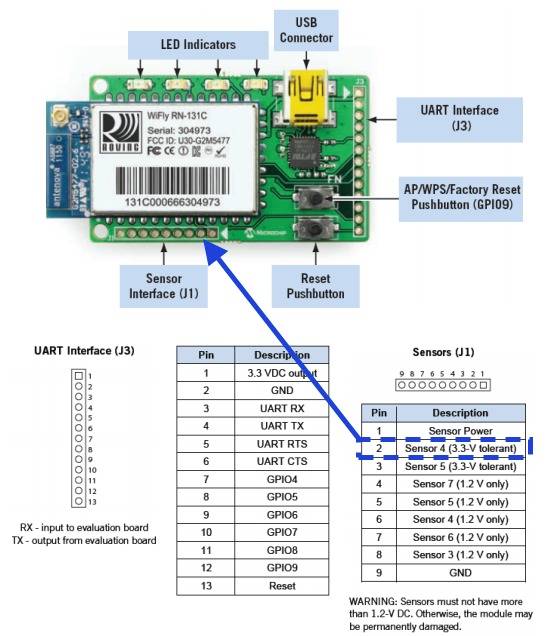 USB
Connector
LED Indicators
J3
UART Interface
(J3)
WiFly RN-131C
Serial: 304973
FCC ID: U30-G2M5477
ROVING
131C000666304973
antenova
AP/WPS/Factory Reset
Pushbutton (GPIO9)
MICROCHIP
Sensor
Interface (J1)
Reset
Pushbutton
UART Interface (J3)
1
2
3
4
5
6
7
8
9
10
11
12
13
RX - input to evaluation board
TX - output from evaluation board
Pin Description
1 3.3 VDC output
2 GND
3 UART RX
4 UART TX
5 UART RTS
6 UART CTS
7 GPIO4
8 GPIO5
9 GPIO6
10 GPIO7
11 GPIO8
12 GPIO9
13 Reset
Sensors (J1)
9 8 7 6 5 4 3 2 1
Pin Description
1 Sensor Power
2 Sensor 4 (3.3-V tolerant)
3 Sensor 5 (3.3-V tolerant)
4 Sensor 7 (1.2 V only)
5 Sensor 5 (1.2 V only)
6 Sensor 4 (1.2 V only)
7 Sensor 6 (1.2 V only)
8 Sensor 3 (1.2 V only)
9 GND
WARNING: Sensors must not have more
than 1.2-V DC. Otherwise, the module may
be permanently damaged.